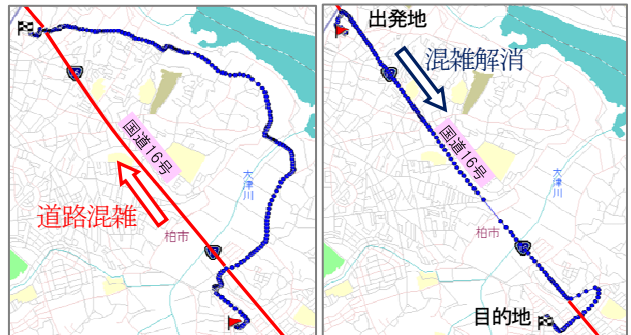 国道16号
道路混雑
大津川
柏市
出発地
混雑解消
国道16号
大津川
柏市
目的地